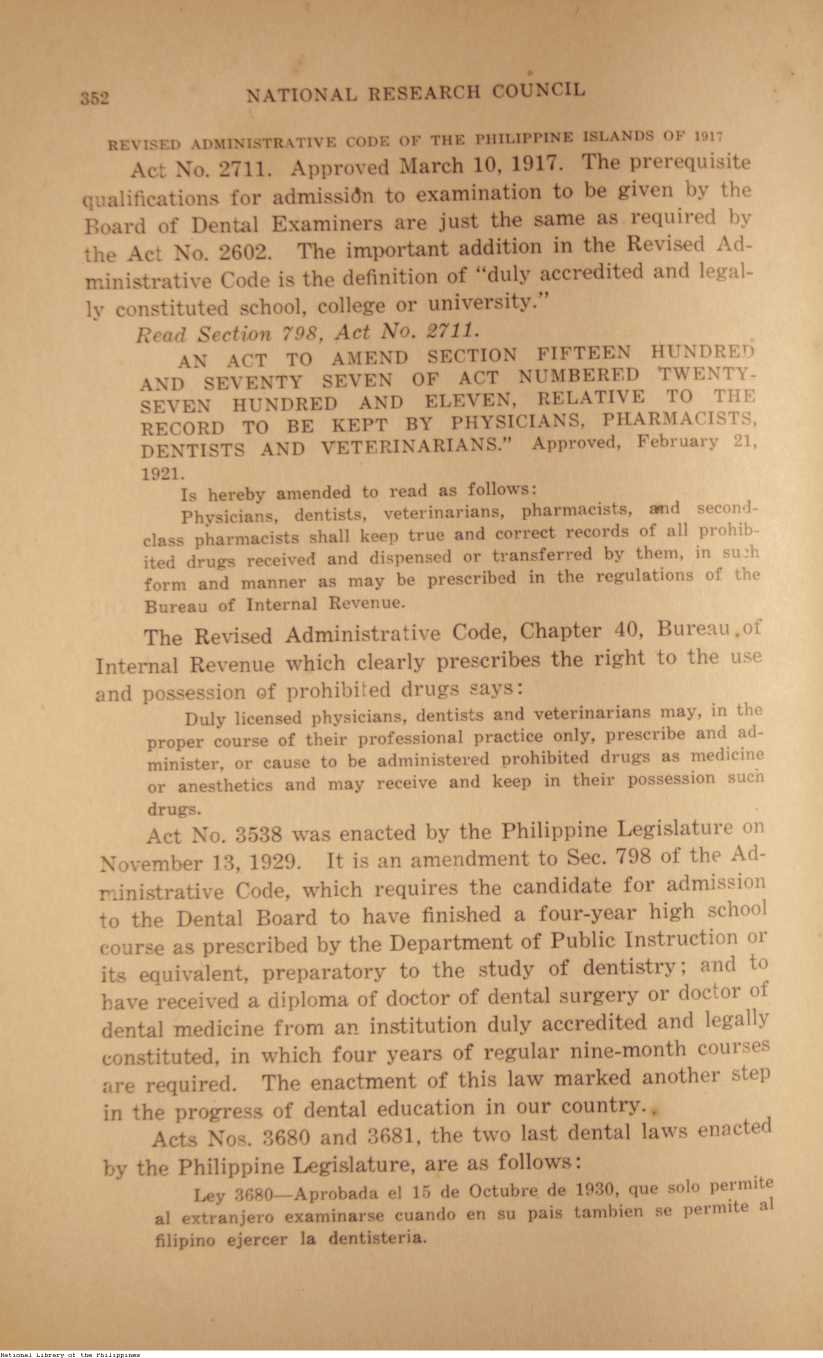 352 NATIONAL RESEARCH COUNCIL
REVISED ADMINISTRATIVE CODE OF THE PHILIPPINE ISLANDS OF 1917
Act No. 2711. Approved March 10, 1917. The prerequisite
qualifications for admission to examination to be given by the
Board of Dental Examiners are just the same as required by
the Act No. 2602. The important addition in the Revised Ad-
ministrative Code is the definition of “duly accredited and legal-
ly constituted school, college or university.”
Read Section 798, Act No. 2711.
AN ACT TO AMEND SECTION FIFTEEN HUNDRED
AND SEVENTY SEVEN OF ACT NUMBERED TWENTY-
SEVEN HUNDRED AND ELEVEN, RELATIVE TO THE
RECORD TO BE KEPT BY PHYSICIANS, PHARMACISTS,
DENTISTS AND VETERINARIANS.” Approved, February 21,
1921.
Is hereby amended to read as follows:
Physicians, dentists, veterinarians, pharmacists, and second-
class pharmacists shall keep true and correct records of all prohib-
ited drugs received and dispensed or transferred by them, in such
form and manner as may be prescribed in the regulations of the
Bureau of Internal Revenue.
The Revised Administrative Code, Chapter 40, Bureau of
Internal Revenue which clearly prescribes the right to the use
and possession of prohibited drugs says:
Duly licensed physicians, dentists and veterinarians may, in the
proper course of their professional practice only, prescribe and ad-
minister, or cause to be administered prohibited drugs as medicine
or anesthetics and may receive and keep in their possession such
drugs.
Act No. 3538 was enacted by the Philippine Legislature on
November 13, 1929. It is an amendment to Sec. 798 of the Ad-
ministrative Code, which requires the candidate for admission
to the Dental Board to have finished a four-year high school
course as prescribed by the Department of Public Instruction or
its equivalent, preparatory to the study of dentistry; and to
have received a diploma of doctor of dental surgery or doctor of
dental medicine from an institution duly accredited and legally
constituted, in which four years of regular nine-month courses
are required. The enactment of this law marked another step
in the progress of dental education in our country.
Acts Nos. 3680 and 3681, the two last dental laws enacted
by the Philippine Legislature, are as follows:
Ley 3680—Aprobada el 15 de Octubre de 1930, que solo permite
al extranjero examinarse cuando en su pais tambien se permite al
filipino ejercer la dentisteria.
National Library of the Philippines